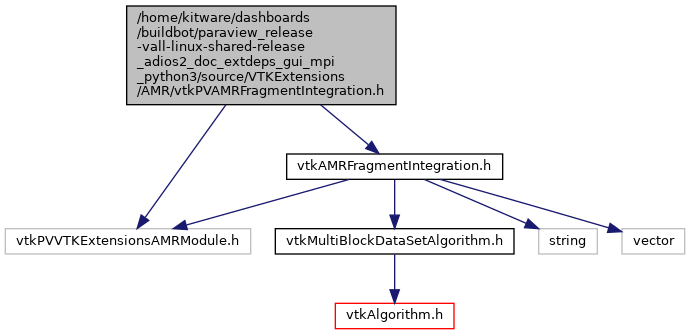 /home/kitware/dashboards
/buildbot/paraview_release
-vall-linux-shared-release
_adios2_doc_extdeps_gui_mpi
_python3/source/VTKExtensions
/AMR/vtkPVAMRFragmentIntegration.h
vtkAMRFragmentIntegration.h
vtkPVVTKExtensionsAMRModule.h
vtkMultiBlockDataSetAlgorithm.h
string
vector
vtkAlgorithm.h